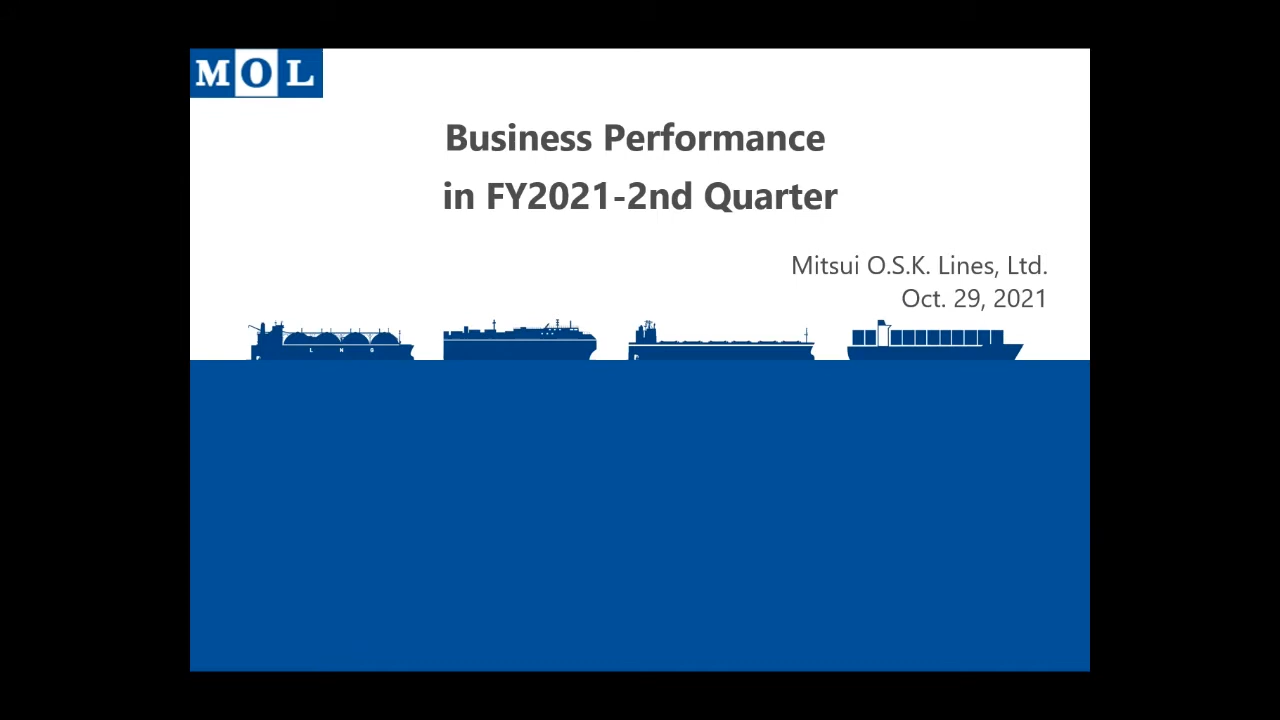 MOL
Business Performance
in FY2021-2nd Quarter
Mitsui O.S.K. Lines, Ltd.
Oct. 29, 2021
L N G